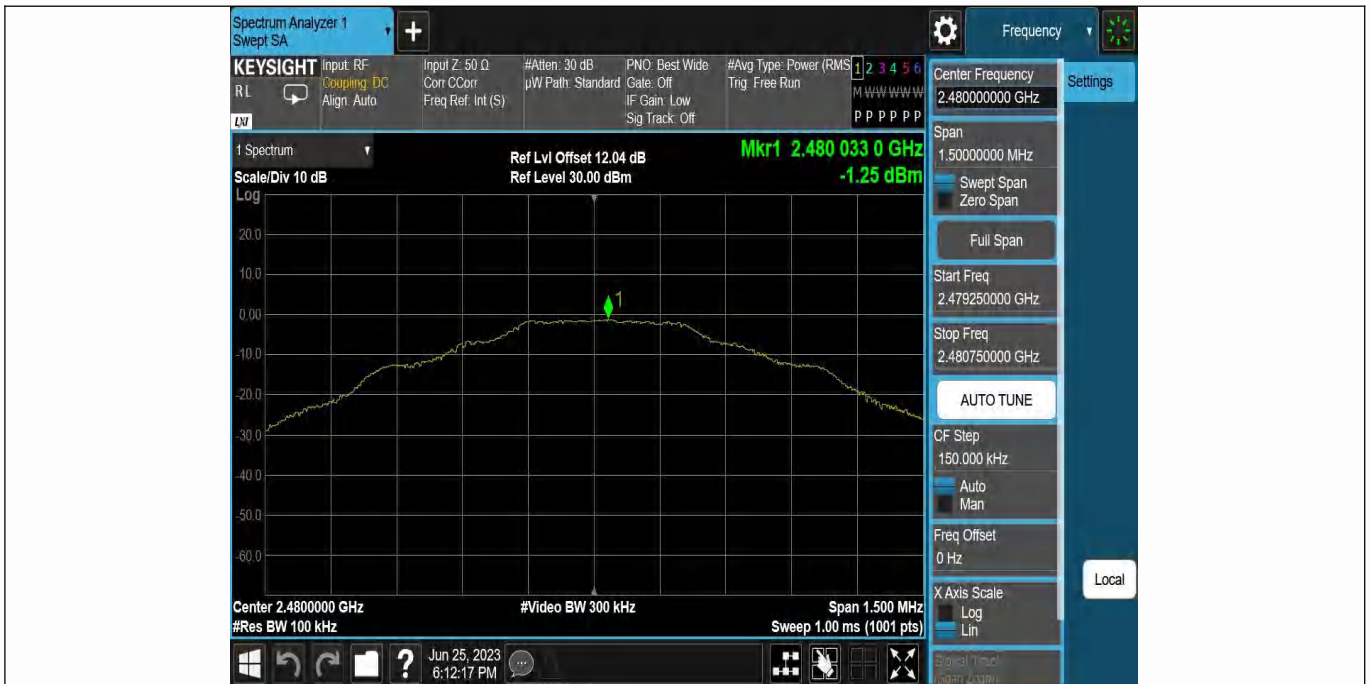 Spectrum Analyzer 1
Swept SA
Frequency
KEYSIGHT
RL
LXI
Input: RF
Coupling: DC
Align: Auto
Input Z: 50 Ω
Corr CCorr
Freq Ref: Int (S)
#Atten: 30 dB
µW Path: Standard
PNO: Best Wide
Gate: Off
IF Gain: Low
Sig Track: Off
#Avg Type: Power (RMS
Trig: Free Run
1 2 3 4 5 6
M W W W W W
P P P P P P
1 Spectrum
Scale/Div 10 dB
Ref Lvl Offset 12.04 dB
Ref Level 30.00 dBm
Mkr1 2.480 033 0 GHz
-1.25 dBm
Log
20.0
10.0
0.00
-10.0
-20.0
-30.0
-40.0
-50.0
-60.0
1
Center 2.4800000 GHz
#Res BW 100 kHz
#Video BW 300 kHz
Span 1.500 MHz
Sweep 1.00 ms (1001 pts)
Center Frequency
2.480000000 GHz
Settings
Span
1.50000000 MHz
Swept Span
Zero Span
Full Span
Start Freq
2.479250000 GHz
Stop Freq
2.480750000 GHz
AUTO TUNE
CF Step
150.000 kHz
Auto
Man
Freq Offset
0 Hz
X Axis Scale
Log
Lin
Local
Signal Track
(Span Zoom)
?
Jun 25, 2023
6:12:17 PM